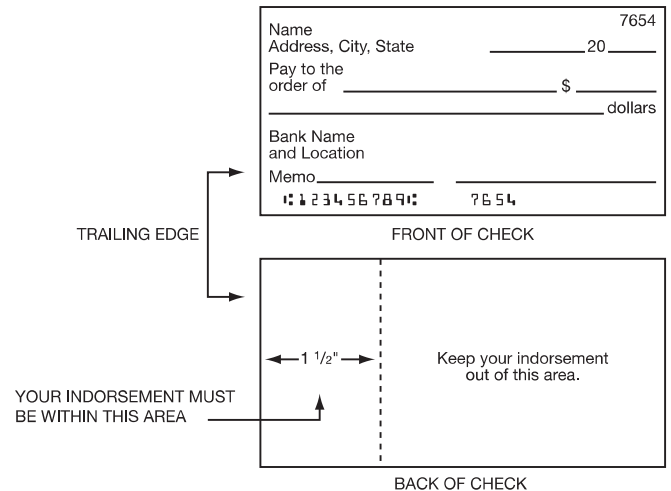 7654
Name
Address, City, State 20
Pay to the
order of $
dollars
Bank Name
and Location
Memo
⑆123456789⑆ 7654
TRAILING EDGE
FRONT OF CHECK
1 1/2"
Keep your indorsement
out of this area.
YOUR INDORSEMENT MUST
BE WITHIN THIS AREA
BACK OF CHECK